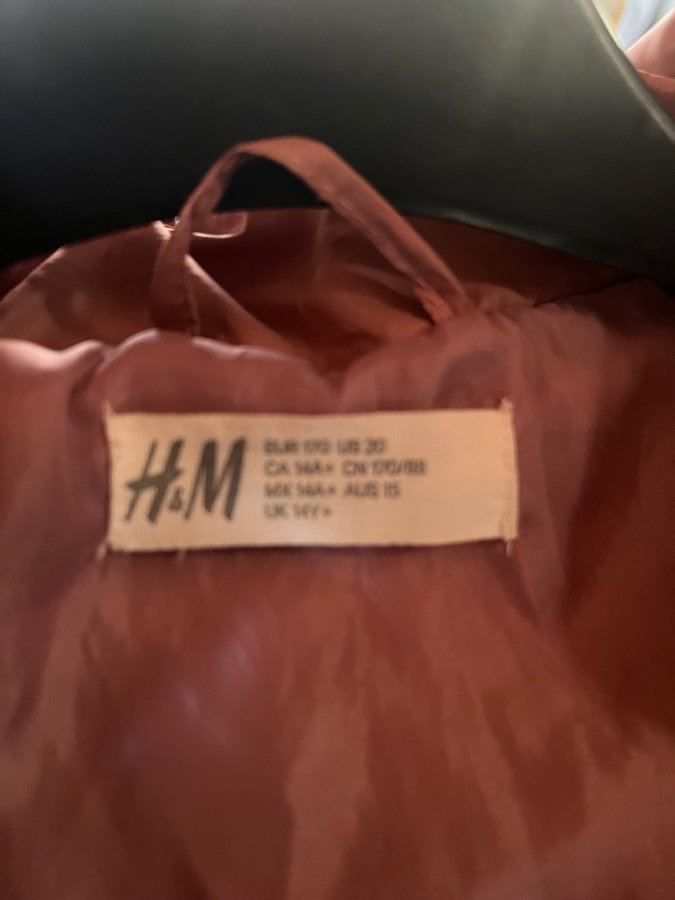 H&M
EUR 170 US 20
CA 14A+ CN 170/88
MX 14A+ AUS 15
UK 14Y+